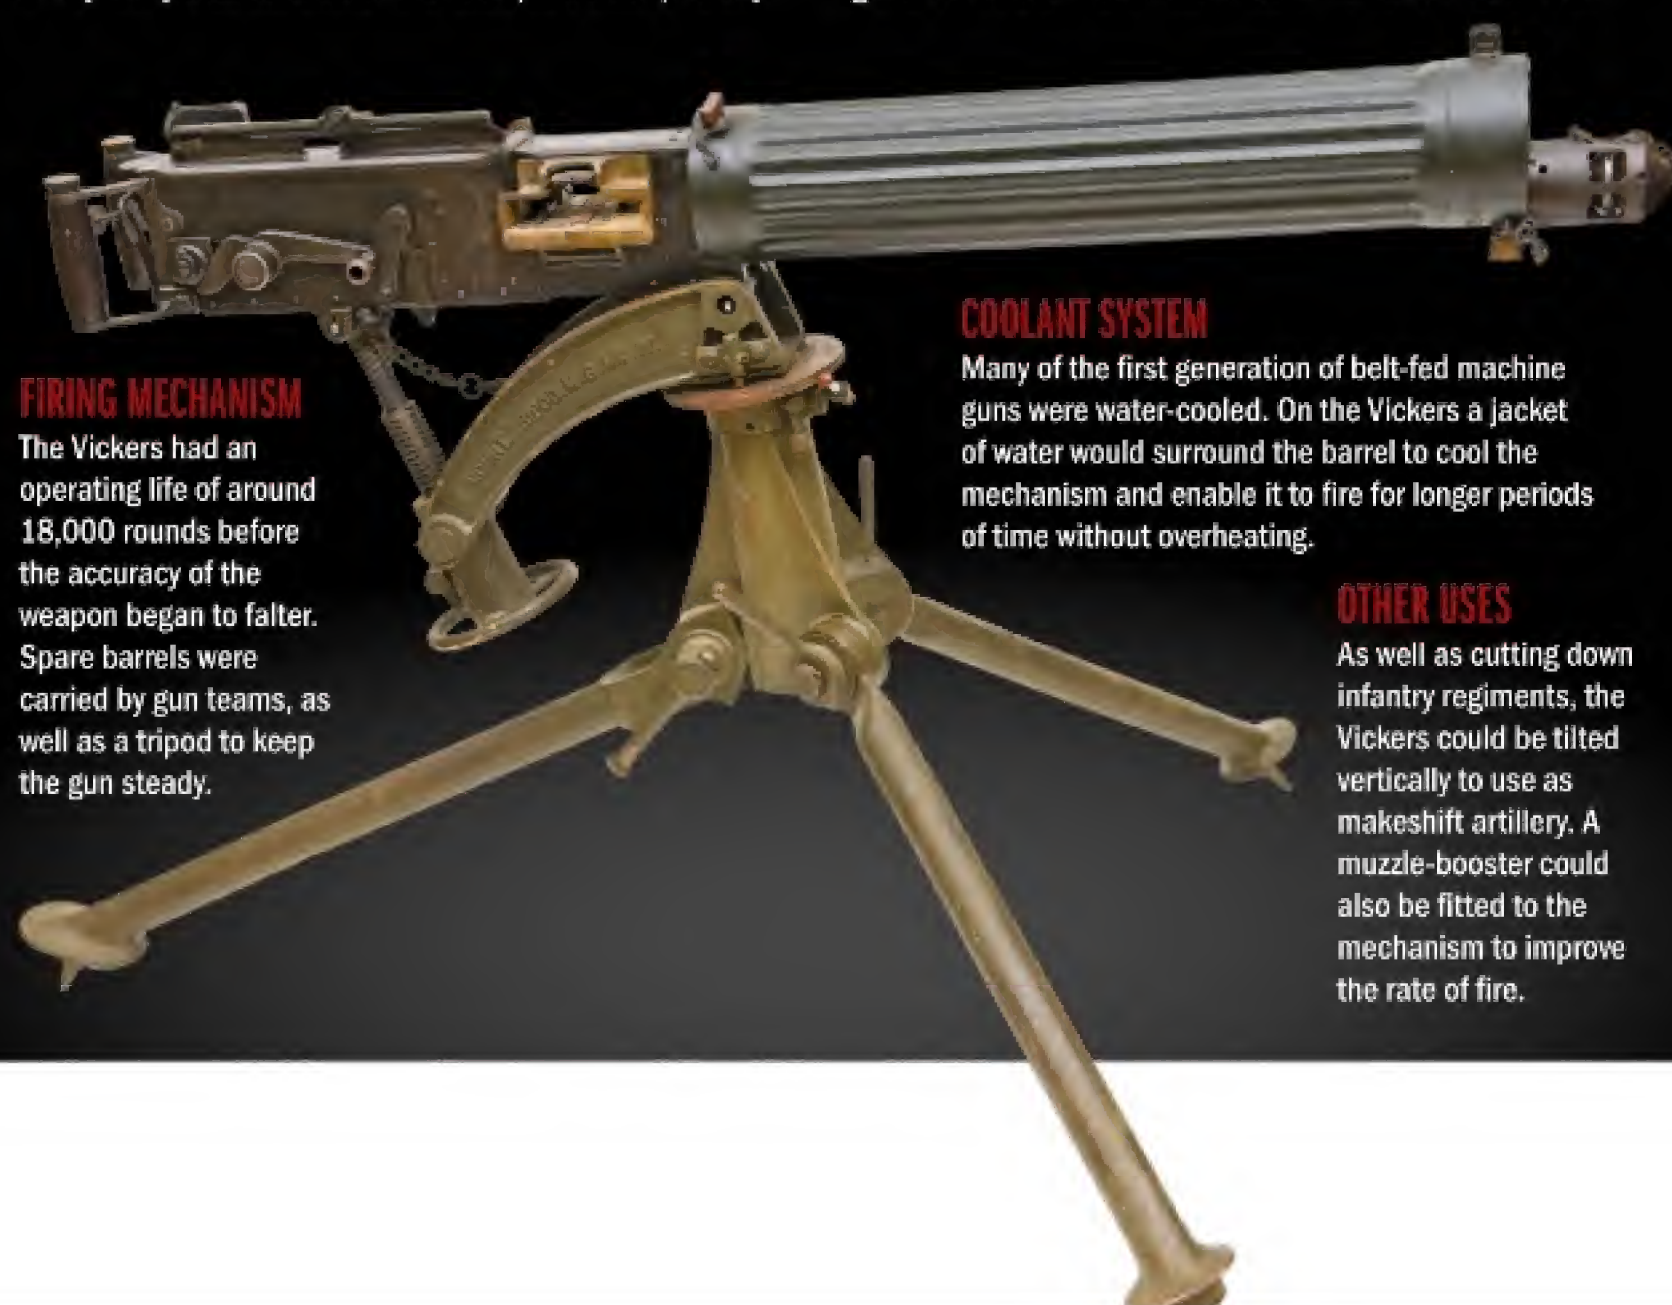 FIRING MECHANISM
The Vickers had an
operating life of around
18,000 rounds before
the accuracy of the
weapon began to falter.
Spare barrels were
carried by gun teams, as
well as a tripod to keep
the gun steady.
COOLANT SYSTEM
Many of the first generation of belt-fed machine
guns were water-cooled. On the Vickers a jacket
of water would surround the barrel to cool the
mechanism and enable it to fire for longer periods
of time without overheating.
OTHER USES
As well as cutting down
infantry regiments, the
Vickers could be tilted
vertically to use as
makeshift artillery. A
muzzle-booster could
also be fitted to the
mechanism to improve
the rate of fire.